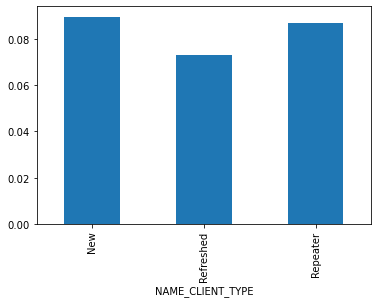 0.08
0.06
0.04
0.02
0.00
New
Refreshed
Repeater
NAME_CLIENT_TYPE